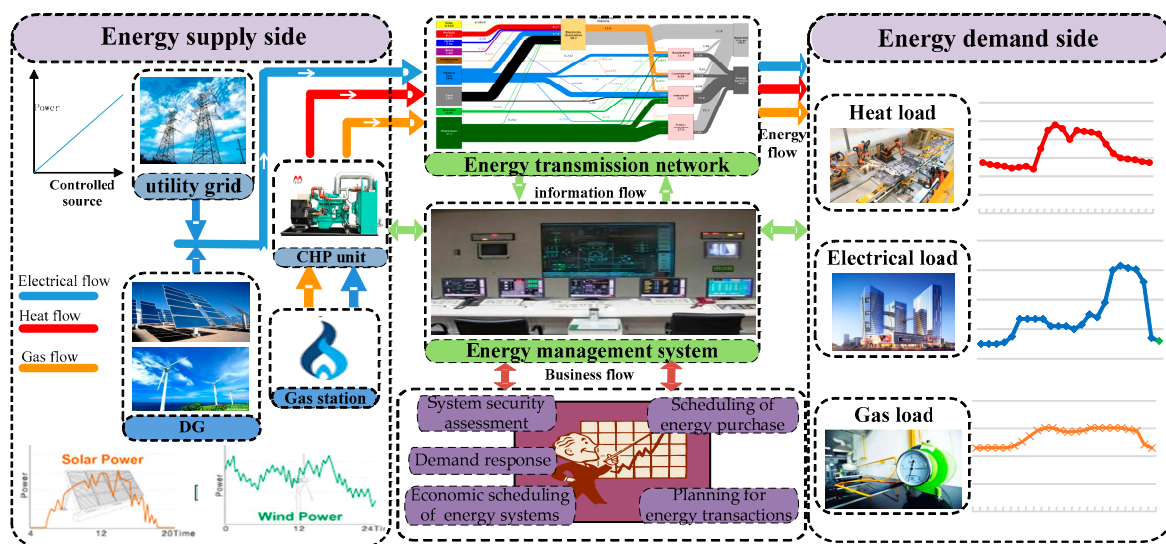 Energy supply side
Power
Controlled
source
utility grid
CHP unit
Electrical flow
Heat flow
Gas flow
DG
Gas station
Solar Power
Power
4
12
20Time
Power
Wind Power
0
12
24Time
Energy transmission network
information flow
Energy management system
Business flow
System security
assessment
Scheduling of
energy purchase
Demand response
Economic scheduling
of energy systems
Planning for
energy transactions
Energy
flow
Energy demand side
Heat load
Electrical load
Gas load